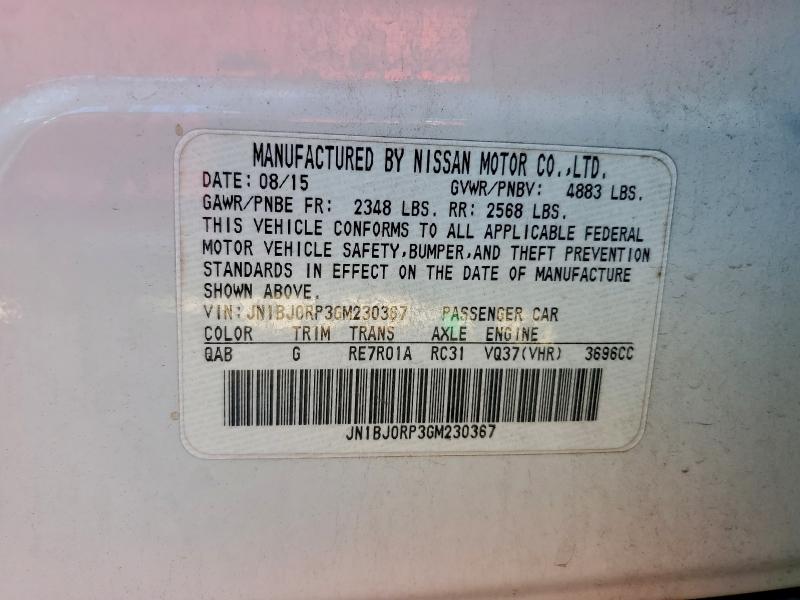 MANUFACTURED BY NISSAN MOTOR CO.,LTD.
DATE: 08/15 GVWR/PNBV: 4883 LBS.
GAWR/PNBE FR: 2348 LBS. RR: 2568 LBS.
THIS VEHICLE CONFORMS TO ALL APPLICABLE FEDERAL
MOTOR VEHICLE SAFETY,BUMPER,AND THEFT PREVENTION
STANDARDS IN EFFECT ON THE DATE OF MANUFACTURE
SHOWN ABOVE.
VIN:JN1BJ0RP3GM230367 PASSENGER CAR
COLOR TRIM TRANS AXLE ENGINE
QAB G RE7R01A RC31 VQ37(VHR) 3696CC
JN1BJ0RP3GM230367